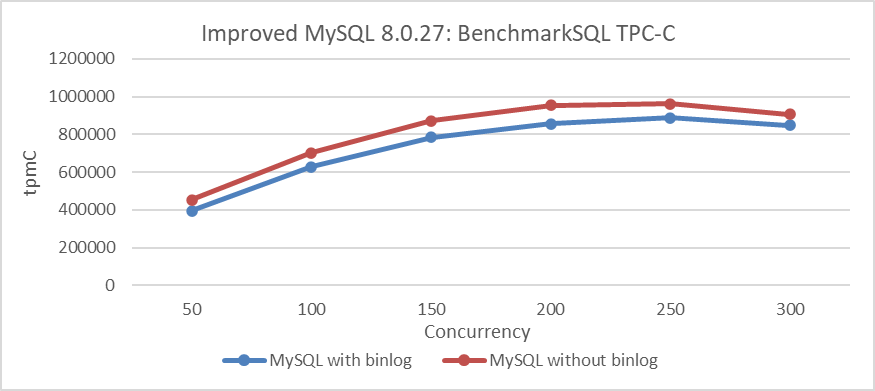 Improved MySQL 8.0.27: BenchmarkSQL TPC-C
1200000
1000000
800000
600000
400000
200000
0
tpmC
50 100 150 200 250 300
Concurrency
MySQL with binlog MySQL without binlog